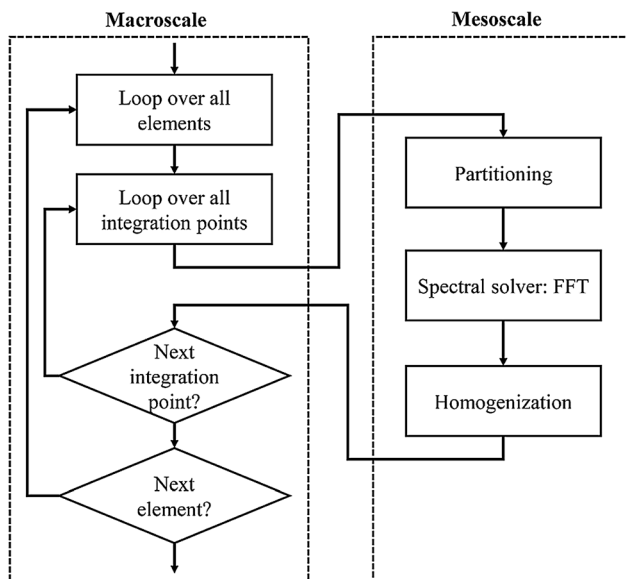 Macroscale
Mesoscale
Loop over all
elements
Loop over all
integration points
Next
integration
point?
Next
element?
Partitioning
Spectral solver: FFT
Homogenization